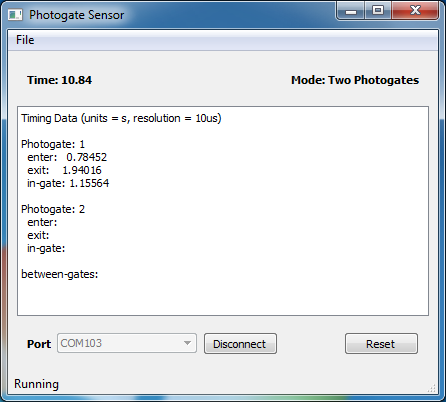 Photogate Sensor
File
Time: 10.84 Mode: Two Photogates
Timing Data (units = s, resolution = 10us)
Photogate: 1
enter: 0.78452
exit: 1.94016
in-gate: 1.15564
Photogate: 2
enter:
exit:
in-gate:
between-gates:
Port COM103 Disconnect Reset
Running